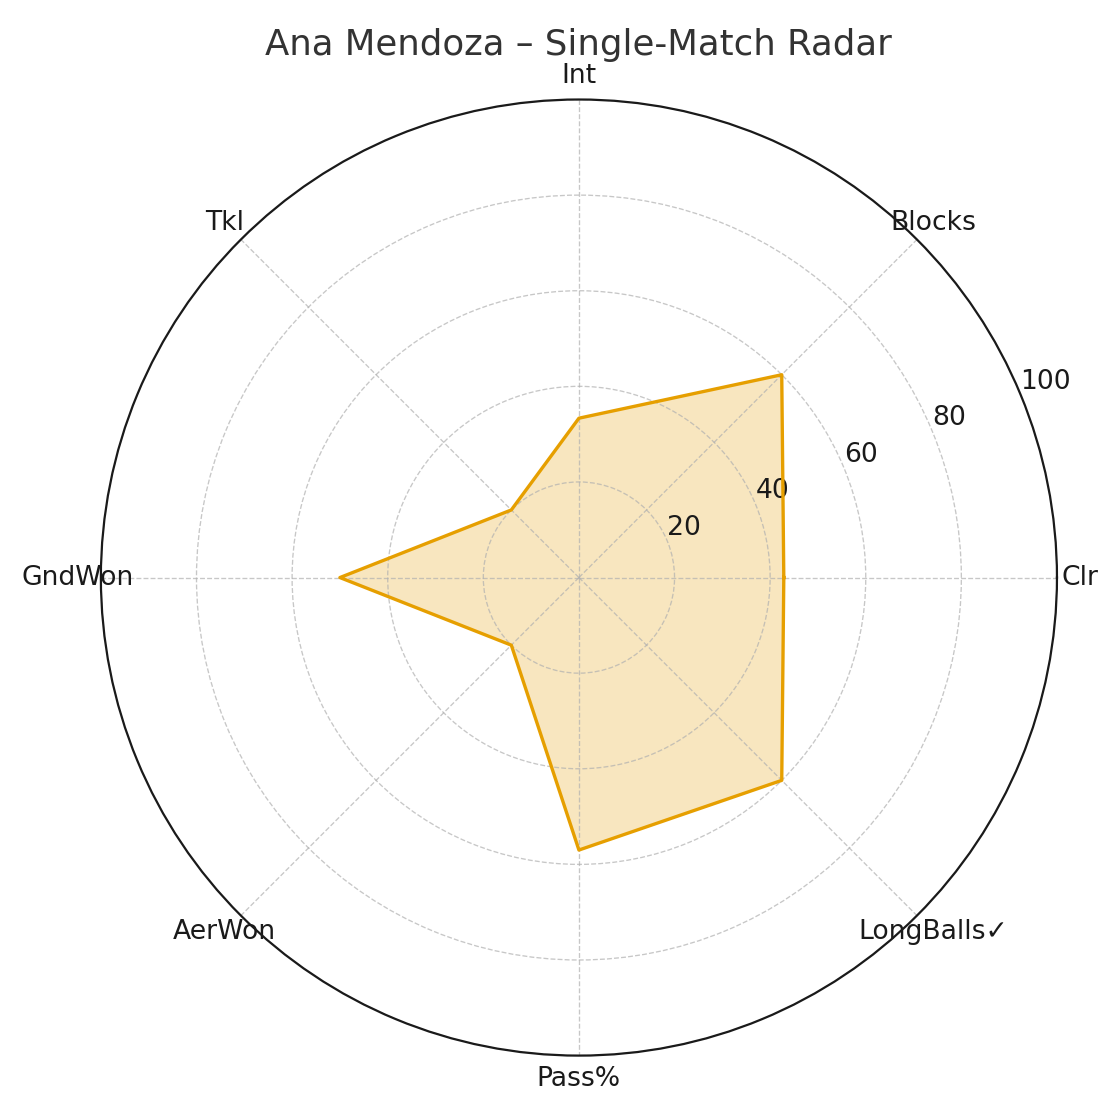 Ana Mendoza – Single-Match Radar
Int
Tkl
Blocks
100
80
60
40
20
GndWon
Clr
AerWon
LongBalls✓
Pass%